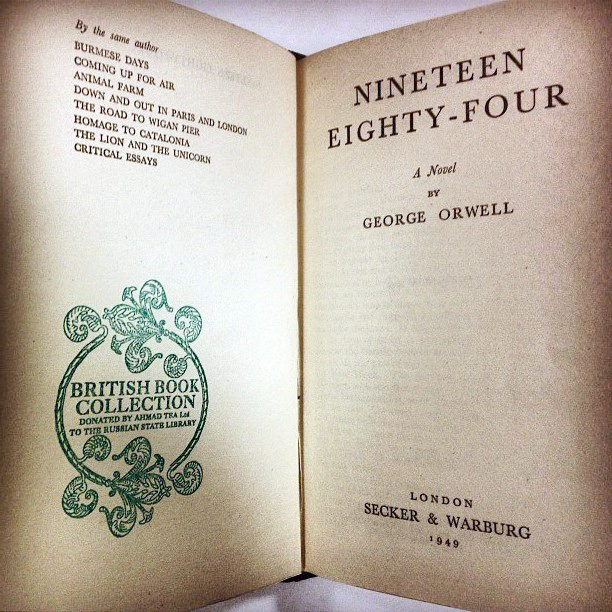 By the same author
BURMESE DAYS
COMING UP FOR AIR
ANIMAL FARM
DOWN AND OUT IN PARIS AND LONDON
THE ROAD TO WIGAN PIER
HOMAGE TO CATALONIA
THE LION AND THE UNICORN
CRITICAL ESSAYS
BRITISH BOOK
COLLECTION
DONATED BY AHMAD TEA Ltd
TO THE RUSSIAN STATE LIBRARY
NINETEEN
EIGHTY-FOUR
A Novel
BY
GEORGE ORWELL
LONDON
SECKER & WARBURG
1949